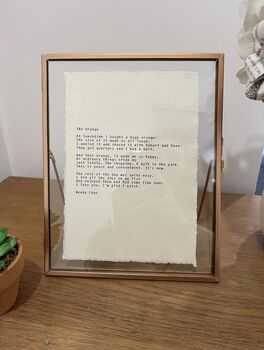 The Orange
At lunchtime I bought a huge orange
The size of it made us all laugh.
I peeled it and shared it with Robert and Dave—
They got quarters and I had a half.
And that orange, it made me so happy,
As ordinary things often do
Just lately. The shopping. A walk in the park.
This is peace and contentment. It's new.
The rest of the day was quite easy.
I did all the jobs on my list
And enjoyed them and had some time over.
I love you. I'm glad I exist.
Wendy Cope